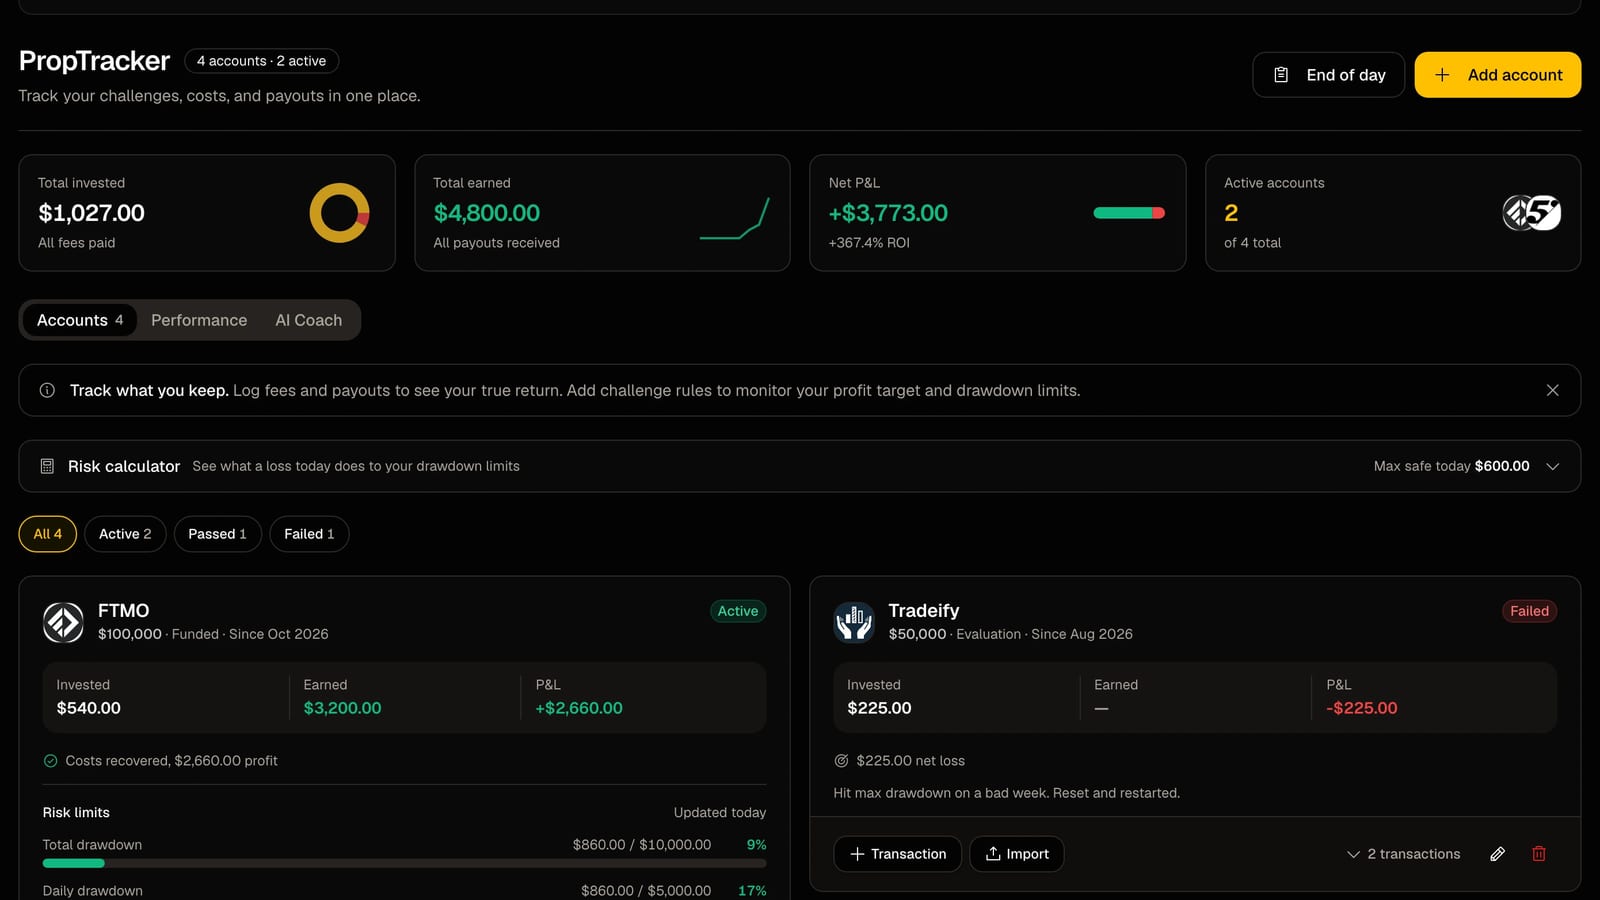 PropTracker
4 accounts · 2 active
Track your challenges, costs, and payouts in one place.
End of day
Add account
Total invested
$1,027.00
All fees paid
Total earned
$4,800.00
All payouts received
Net P&L
+$3,773.00
+367.4% ROI
Active accounts
2
of 4 total
5
Accounts 4
Performance
AI Coach
Track what you keep. Log fees and payouts to see your true return. Add challenge rules to monitor your profit target and drawdown limits.
Risk calculator See what a loss today does to your drawdown limits
Max safe today $600.00
All 4
Active 2
Passed 1
Failed 1
FTMO
Active
$100,000 · Funded · Since Oct 2026
Invested
$540.00
Earned
$3,200.00
P&L
+$2,660.00
Costs recovered, $2,660.00 profit
Risk limits
Updated today
Total drawdown
$860.00 / $10,000.00
9%
Daily drawdown
$860.00 / $5,000.00
17%
Tradeify
Failed
$50,000 · Evaluation · Since Aug 2026
Invested
$225.00
Earned
—
P&L
-$225.00
$225.00 net loss
Hit max drawdown on a bad week. Reset and restarted.
Transaction
Import
2 transactions